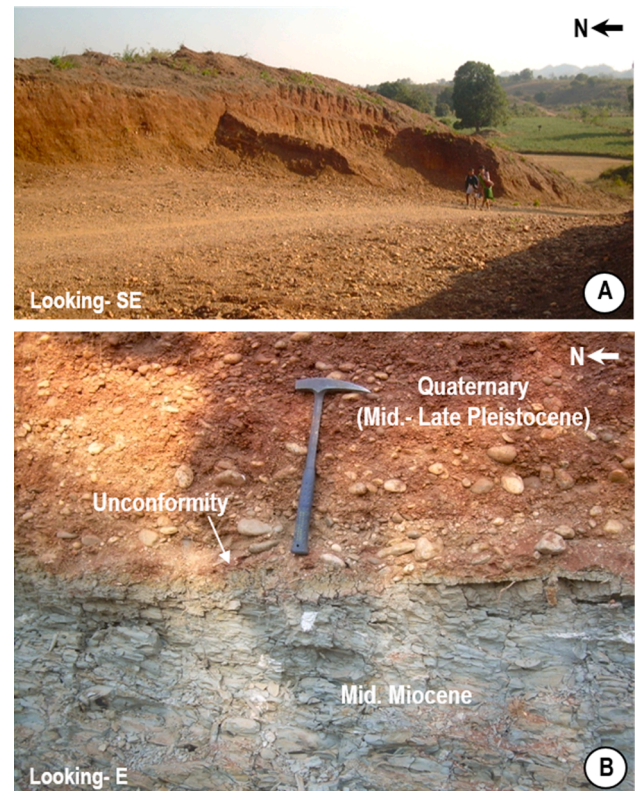 N
Looking- SE
A
N
Quaternary
(Mid.- Late Pleistocene)
Unconformity
Mid. Miocene
Looking- E
B